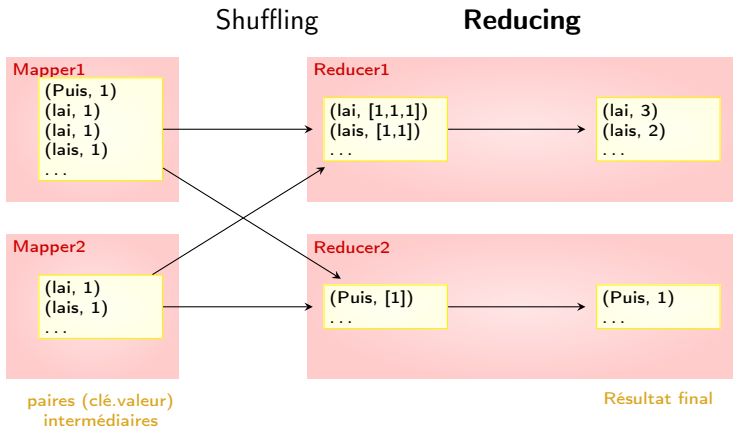 Shuffling
Reducing
Mapper1
(Puis, 1)
(lai, 1)
(lai, 1)
(lais, 1)
...
Reducer1
(lai, [1,1,1])
(lais, [1,1])
...
(lai, 3)
(lais, 2)
...
Mapper2
(lai, 1)
(lais, 1)
...
Reducer2
(Puis, [1])
...
(Puis, 1)
...
paires (clé.valeur)
intermédiaires
Résultat final